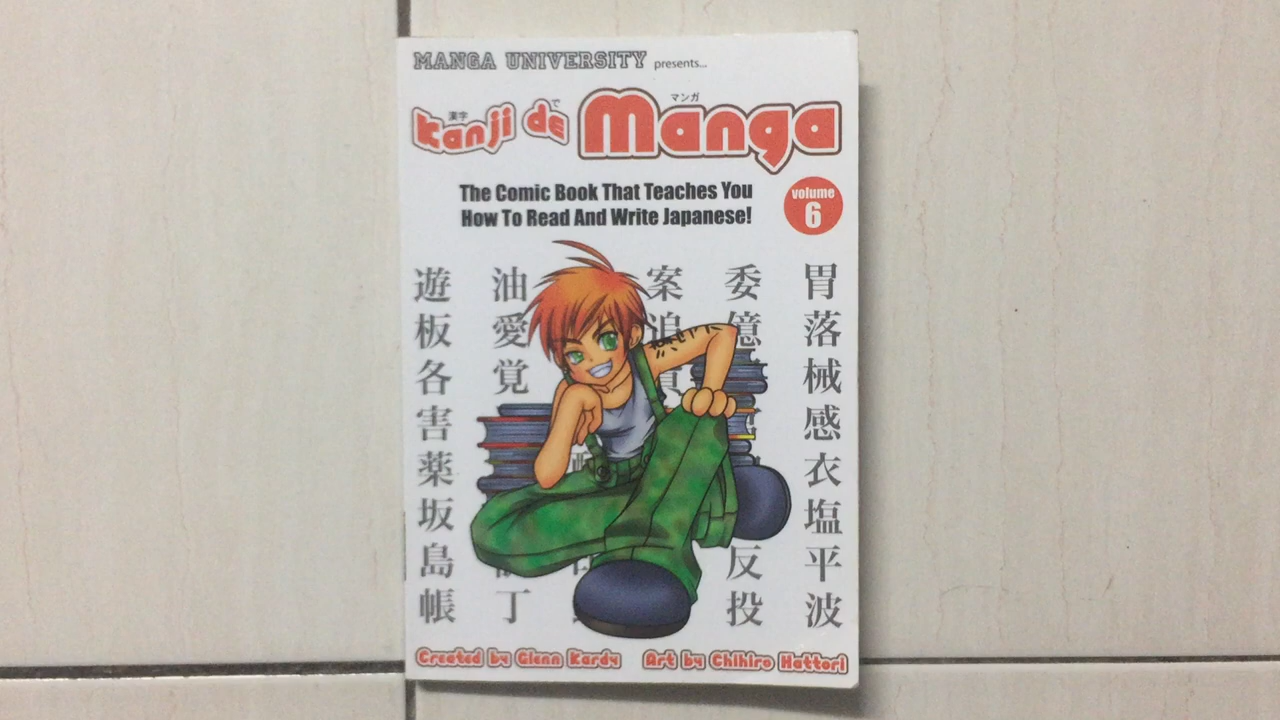 MANGA UNIVERSITY presents...
漢字 で マンガ
Kanji de Manga
The Comic Book That Teaches You
How To Read And Write Japanese!
volume
6
胃落械感衣塩平波
委億反投
案追
油愛覚丁
遊板各害薬坂島帳
Created by Glenn Kardy Art by Chihiro Hattori